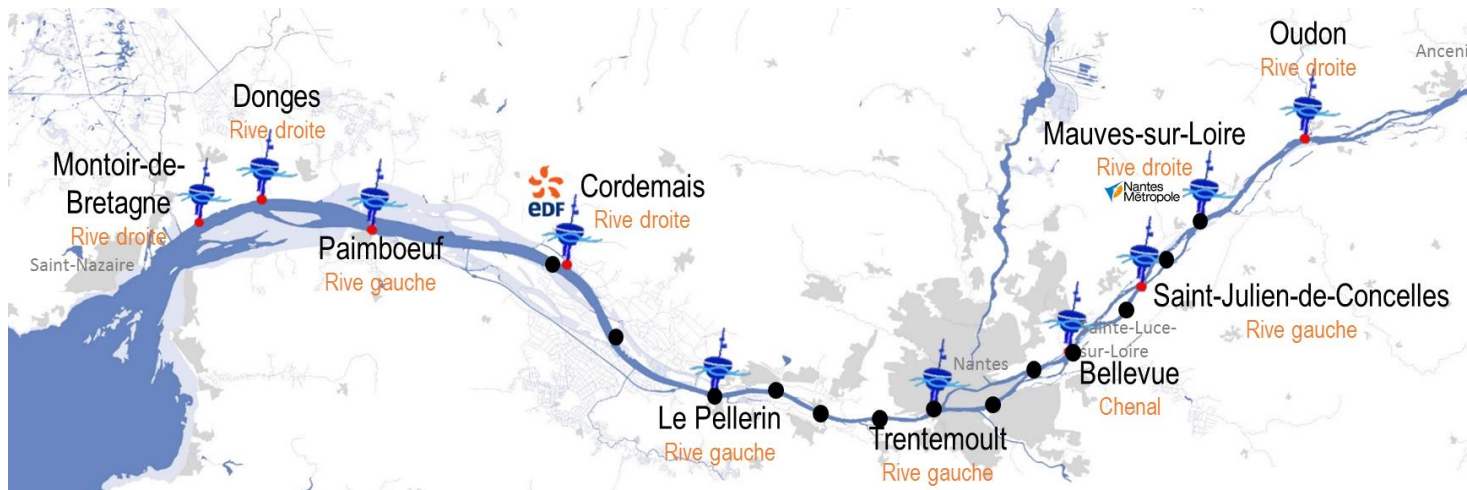 Oudon
Rive droite
Anceni
Donges
Rive droite
Mauves-sur-Loire
Rive droite
Nantes
Métropole
Montoir-de-
Bretagne
Rive droite
Saint-Nazaire
eDF
Cordemais
Rive droite
Paimboeuf
Rive gauche
Saint-Julien-de-Concelles
Rive gauche
Sainte-Luce-
sur-Loire
Nantes
Bellevue
Chenal
Le Pellerin
Rive gauche
Trentemoult
Rive gauche